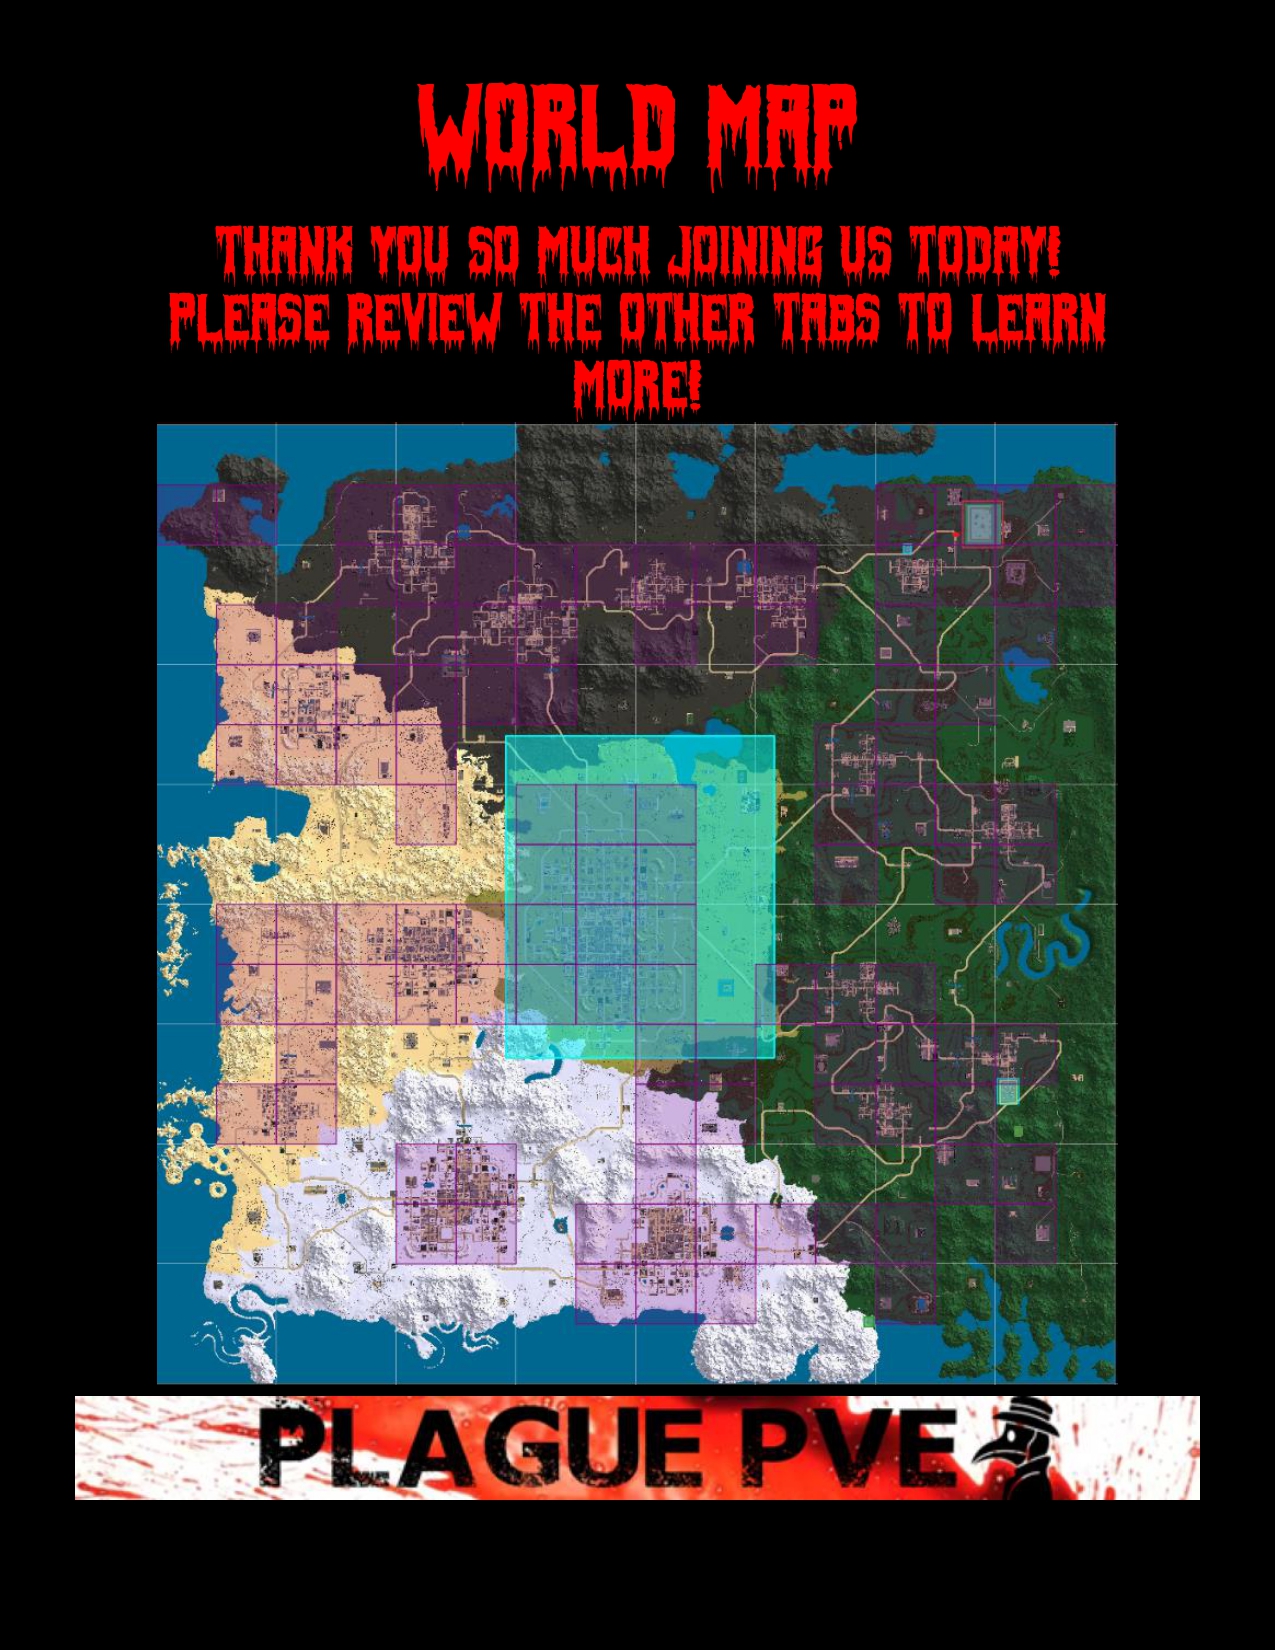 WORLD MAP
THANK YOU SO MUCH JOINING US TODAY!
PLEASE REVIEW THE OTHER TABS TO LEARN
MORE!
PLAGUE PVE